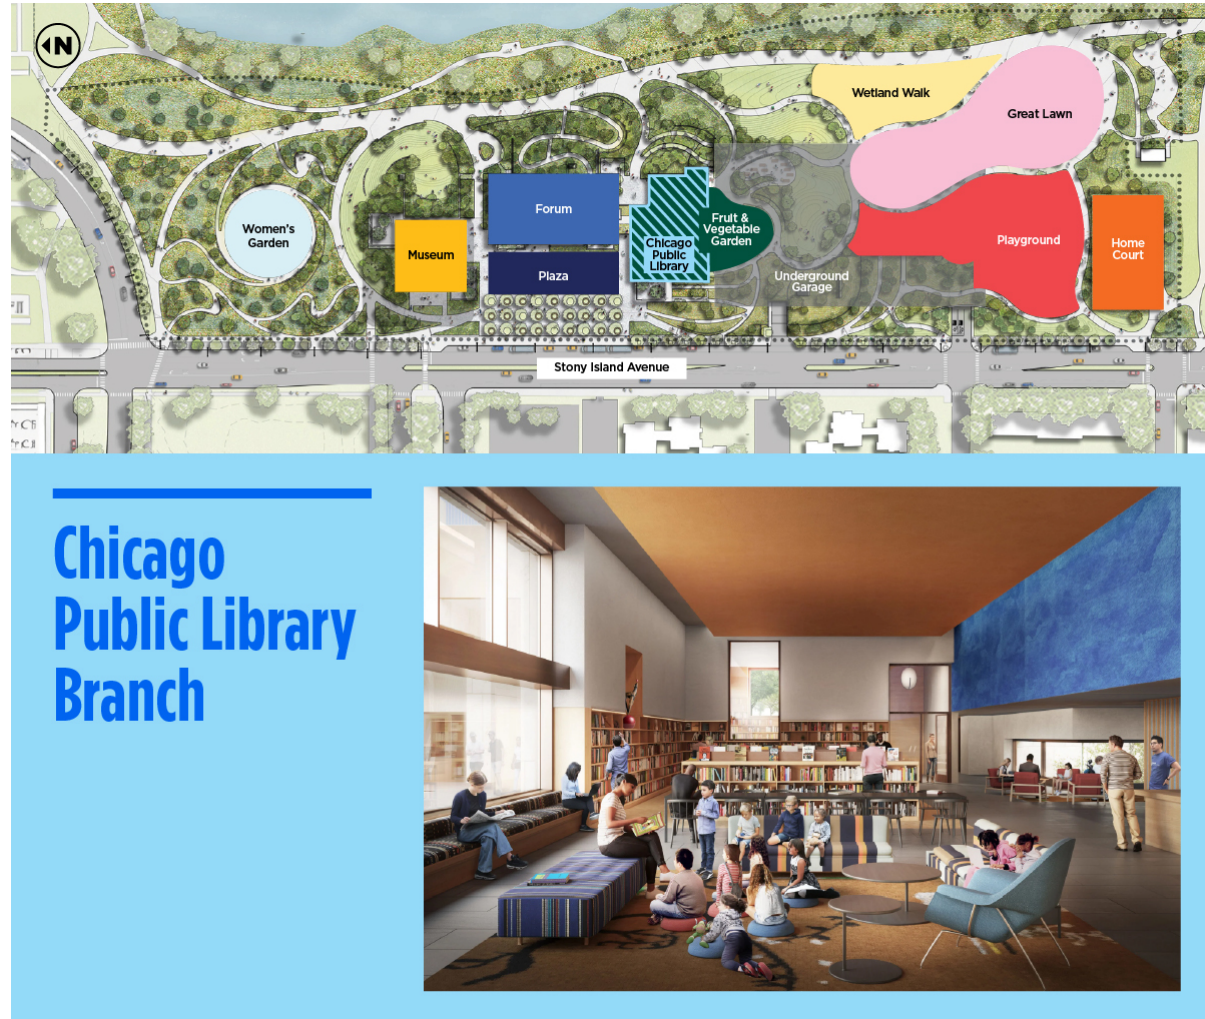 N
Wetland Walk
Great Lawn
Women's
Garden
Forum
Museum
Plaza
Chicago
Public
Library
Fruit &
Vegetable
Garden
Underground
Garage
Playground
Home
Court
Stony Island Avenue
Chicago
Public Library
Branch